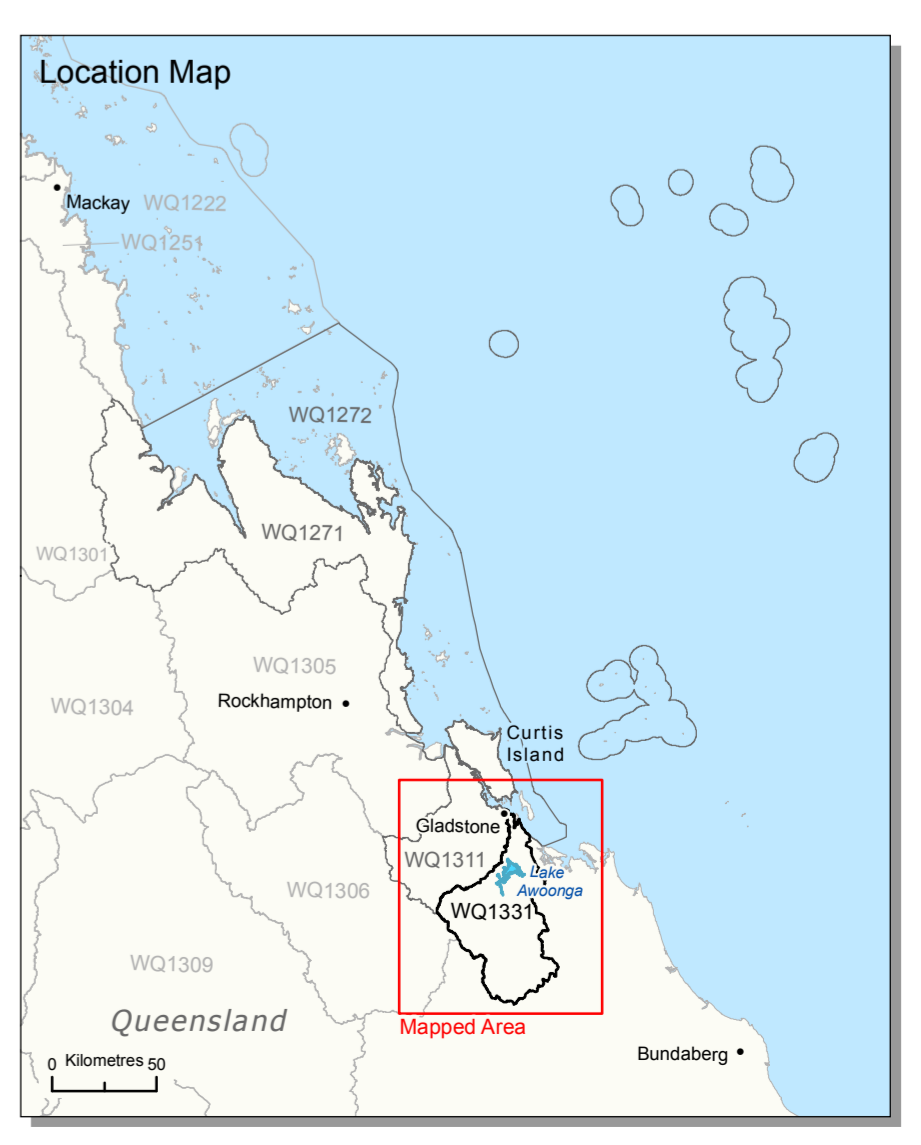 Location Map
Mackay
WQ1222
WQ1251
WQ1272
WQ1271
WQ1301
WQ1305
Rockhampton
WQ1304
Curtis
Island
Gladstone
WQ1311
Lake
Awoonga
WQ1306
WQ1331
WQ1309
Queensland
Mapped Area
0 Kilometres 50
Bundaberg